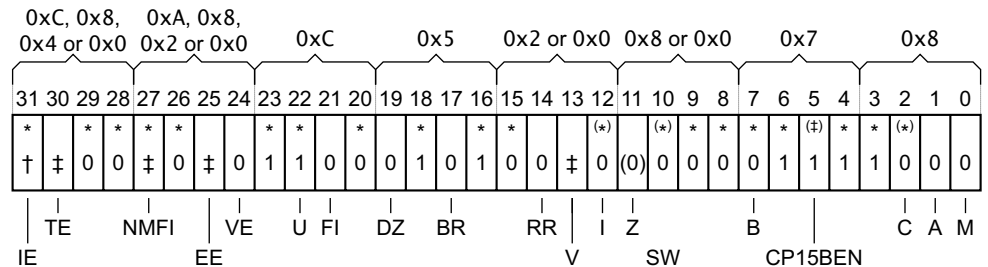 0xC, 0x8, 0xA, 0x8,
0x4 or 0x0 0x2 or 0x0 0xC 0x5 0x2 or 0x0 0x8 or 0x0 0x7 0x8
31 30 29 28 27 26 25 24 23 22 21 20 19 18 17 16 15 14 13 12 11 10 9 8 7 6 5 4 3 2 1 0
* * * * * * * * * * * (*) (*) * * * (‡) * * (*)
† ‡ 0 0 ‡ 0 ‡ 0 1 1 0 0 0 1 0 1 0 0 ‡ 0 (0) 0 0 0 0 1 1 1 1 0 0 0
TE NMFI VE U FI DZ BR RR I Z B C A M
IE EE V SW CP15BEN